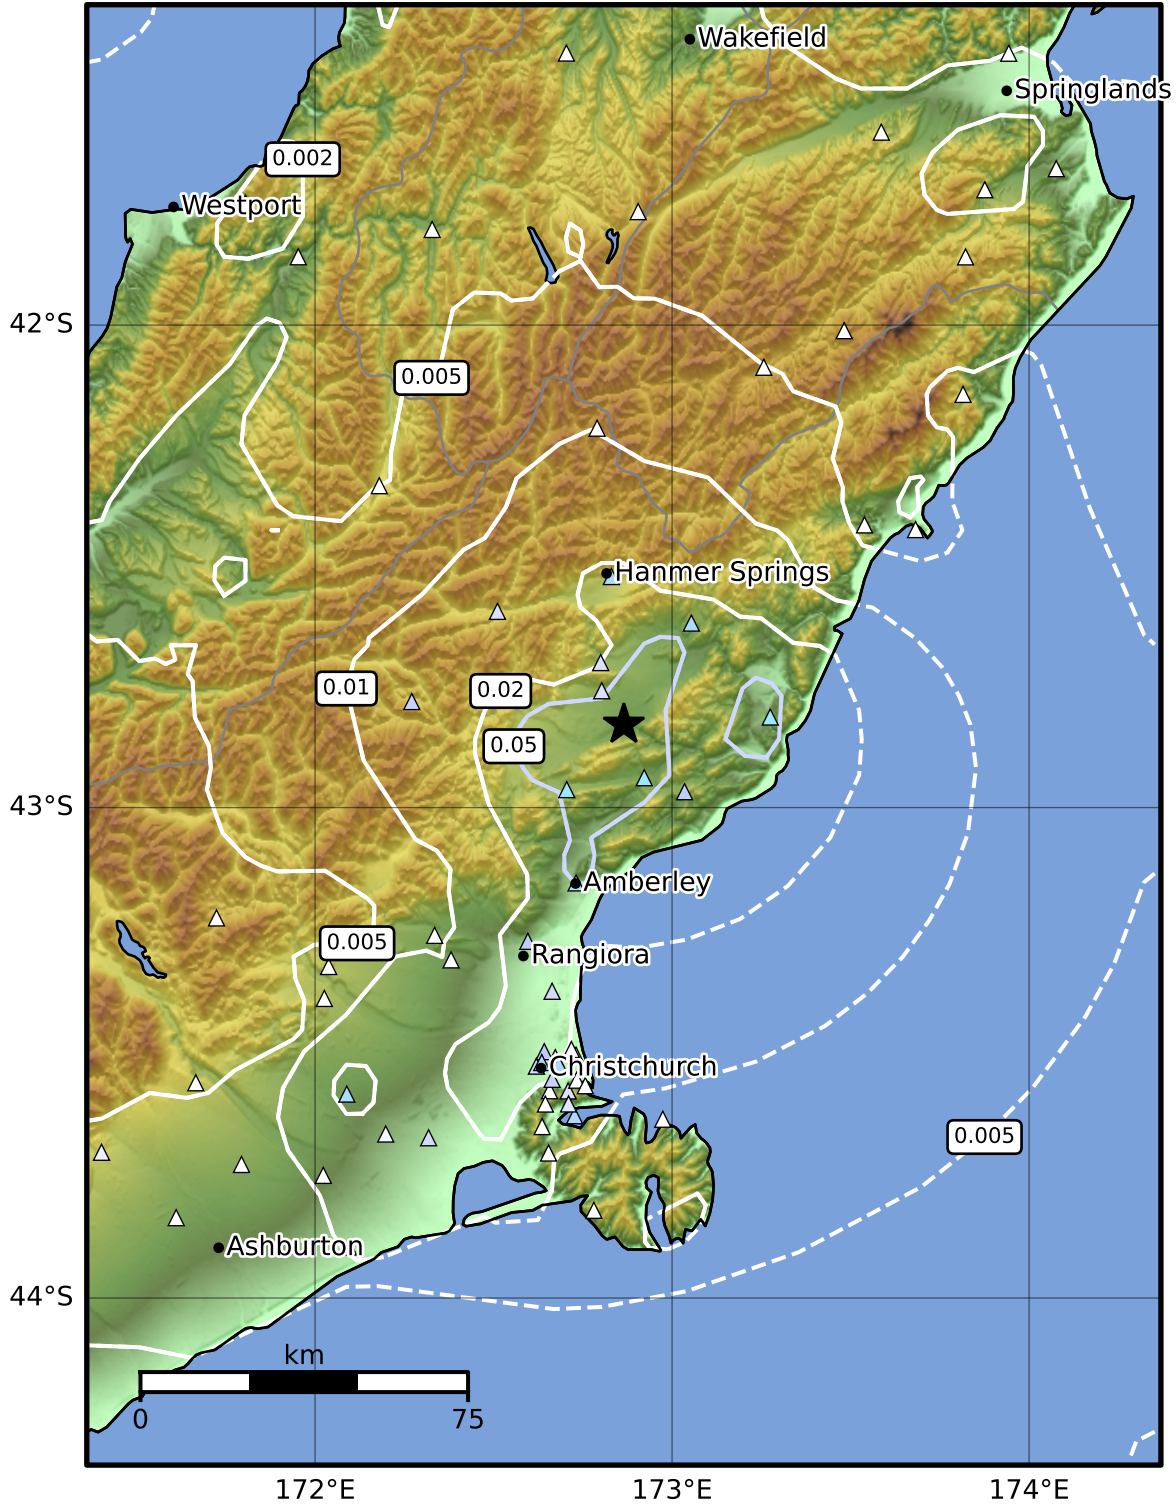 Wakefield
Springlands
0.002
Westport
42°S
0.005
Hanmer Springs
0.01
0.02
0.05
43°S
Amberley
0.005
Rangiora
Christchurch
0.005
Ashburton
44°S
km
0
75
172°E
173°E
174°E